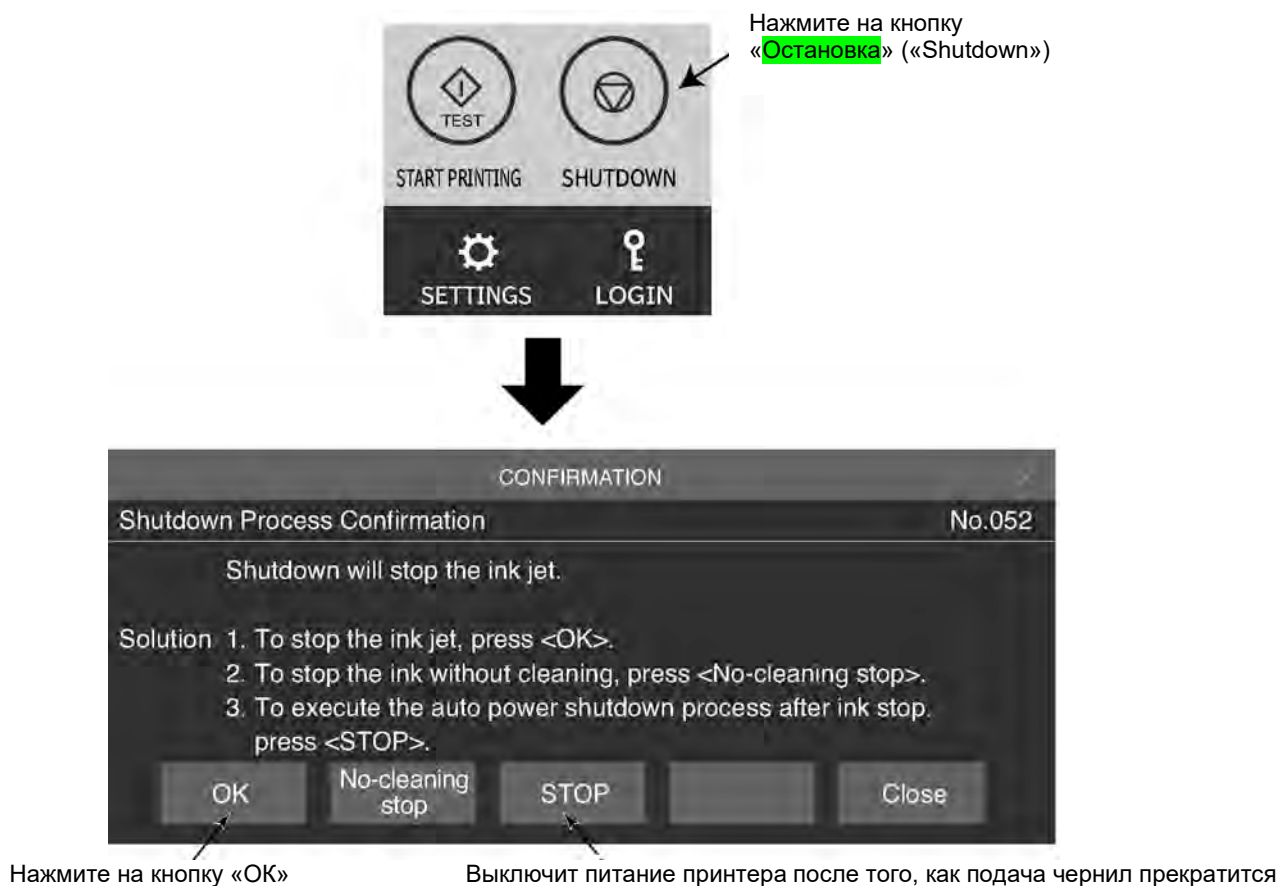 Нажмите на кнопку
«Остановка» («Shutdown»)
TEST
START PRINTING SHUTDOWN
SETTINGS LOGIN
CONFIRMATION
Shutdown Process Confirmation No.052
Shutdown will stop the ink jet.
Solution 1. To stop the ink jet, press <OK>.
2. To stop the ink without cleaning, press <No-cleaning stop>.
3. To execute the auto power shutdown process after ink stop.
press <STOP>.
OK No-cleaning stop STOP Close
Нажмите на кнопку «ОК» Выключит питание принтера после того, как подача чернил прекратится